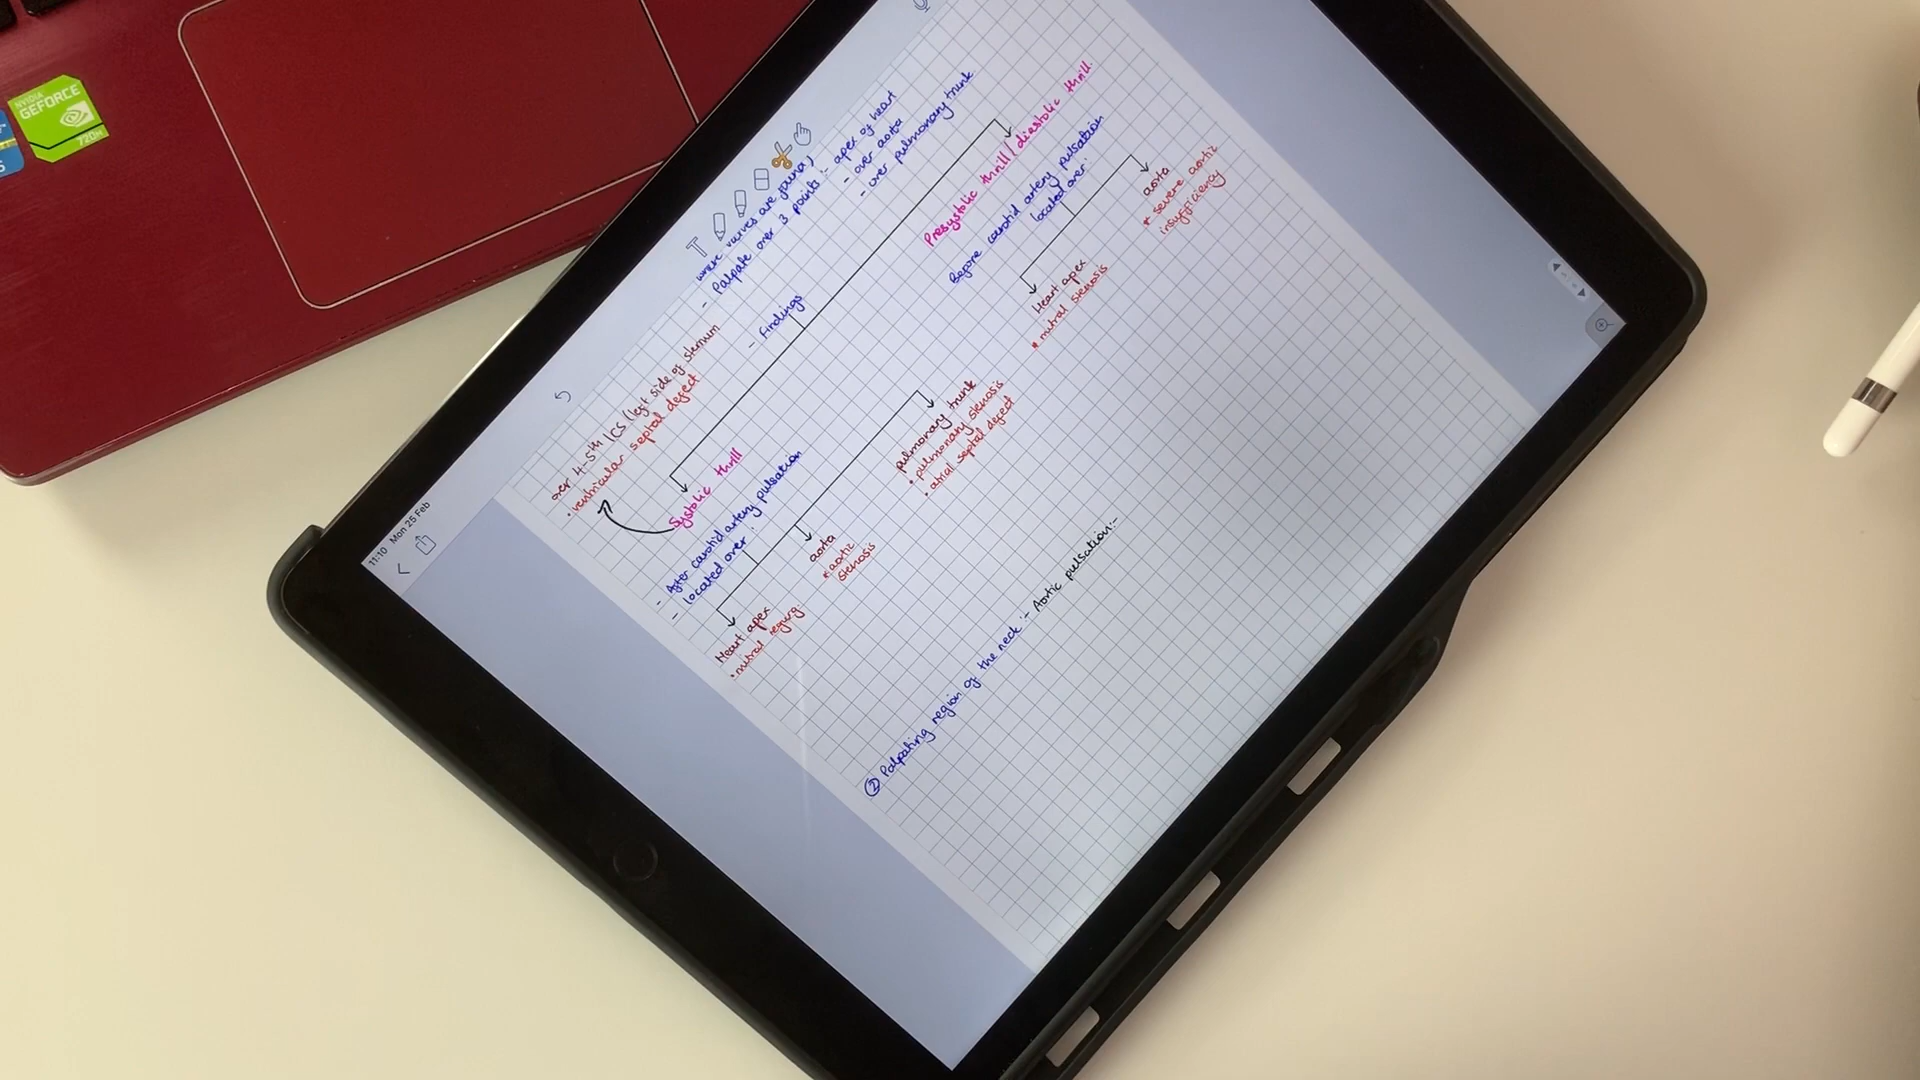 NVIDIA
GEFORCE
720M
11:10 Mon 25 Feb
where valves are found)
- Palpate over 3 points :- - apex of heart
- over aorta
- over pulmonary trunk
- Findings
over 4-5th ICS (left side of sternum
• ventricular septal defect
Systolic thrill
- After carotid artery pulsation
- located over :
Heart apex
• mitral regurg
aorta
* aortic
stenosis
pulmonary trunk
• pulmonary stenosis
• atrial septal defect
Presystolic thrill/diastolic thrill.
Before carotid artery pulsation
located over:
Heart apex
* mitral stenosis
aorta
* severe aortic
insufficiency
② Palpating region of the neck :- Aortic pulsation:-